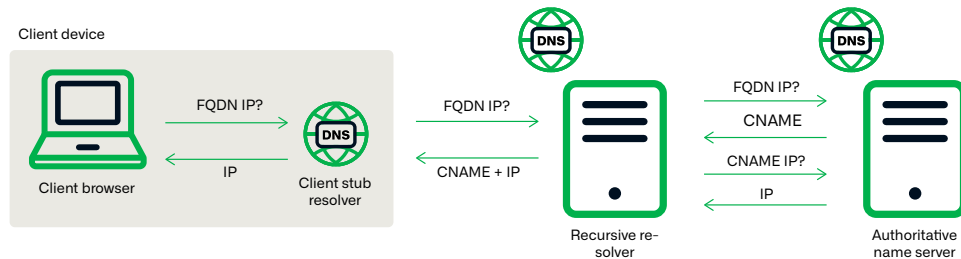 Client device
FQDN IP?
IP
Client browser
DNS
Client stub
resolver
FQDN IP?
CNAME + IP
DNS
Recursive re-
solver
FQDN IP?
CNAME
CNAME IP?
IP
DNS
Authoritative
name server